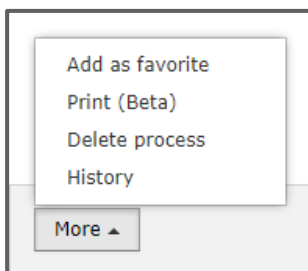 Add as favorite
Print (Beta)
Delete process
History
More